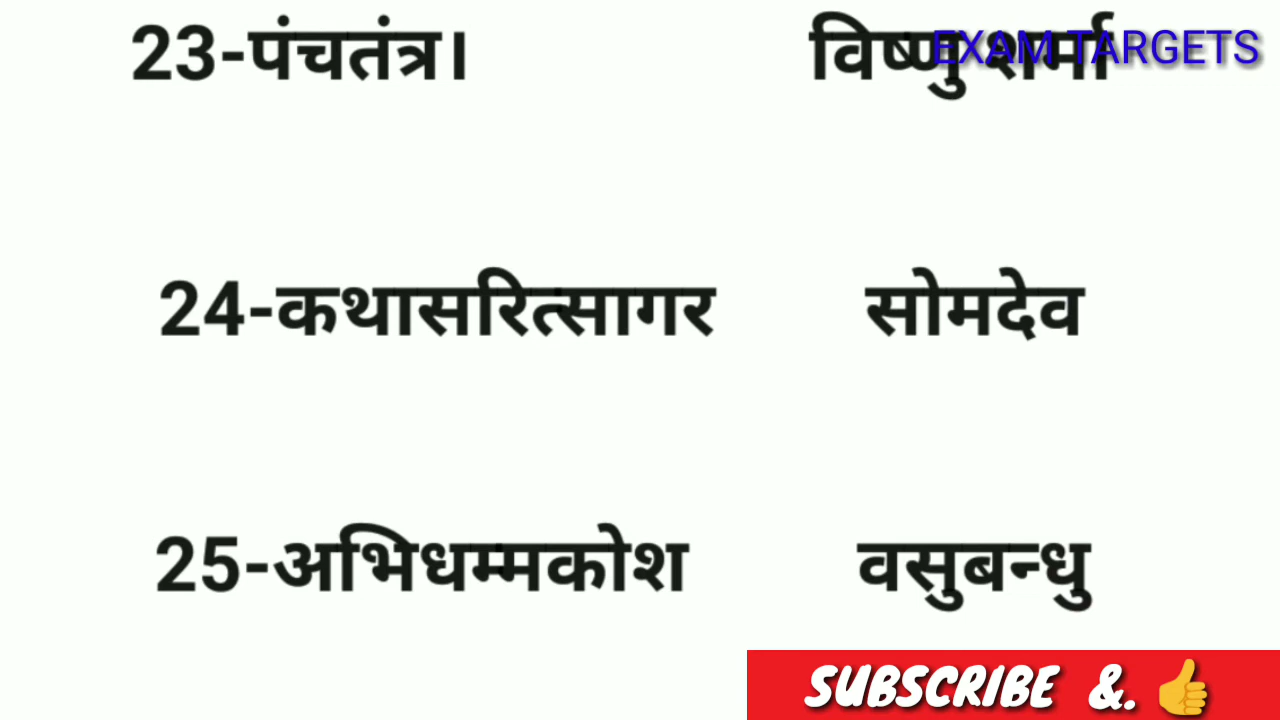 23-पंचतंत्र। विष्णु शर्मा
EXAM TARGETS
24-कथासरित्सागर सोमदेव
25-अभिधम्मकोश वसुबन्धु
SUBSCRIBE &. 👍